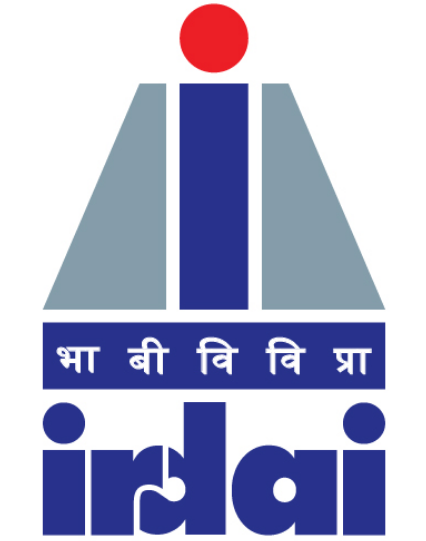 भा बी वि वि प्रा
irdai